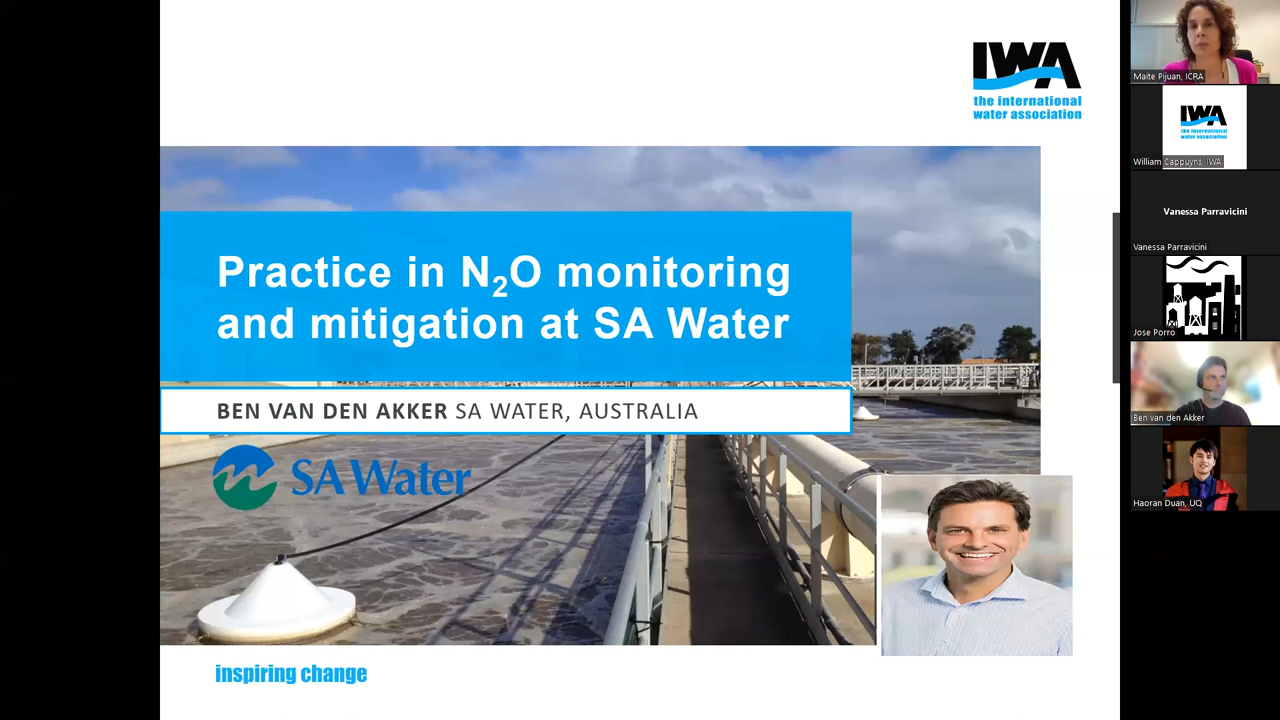 IWA
the international
water association
Practice in N₂O monitoring
and mitigation at SA Water
BEN VAN DEN AKKER SA WATER, AUSTRALIA
SA Water
inspiring change
Maite Pijuan, ICRA
IWA
the international
water association
William Cappuyns, IWA
Vanessa Parravicini
Vanessa Parravicini
Jose Porro
Ben van den Akker
Haoran Duan, UQ